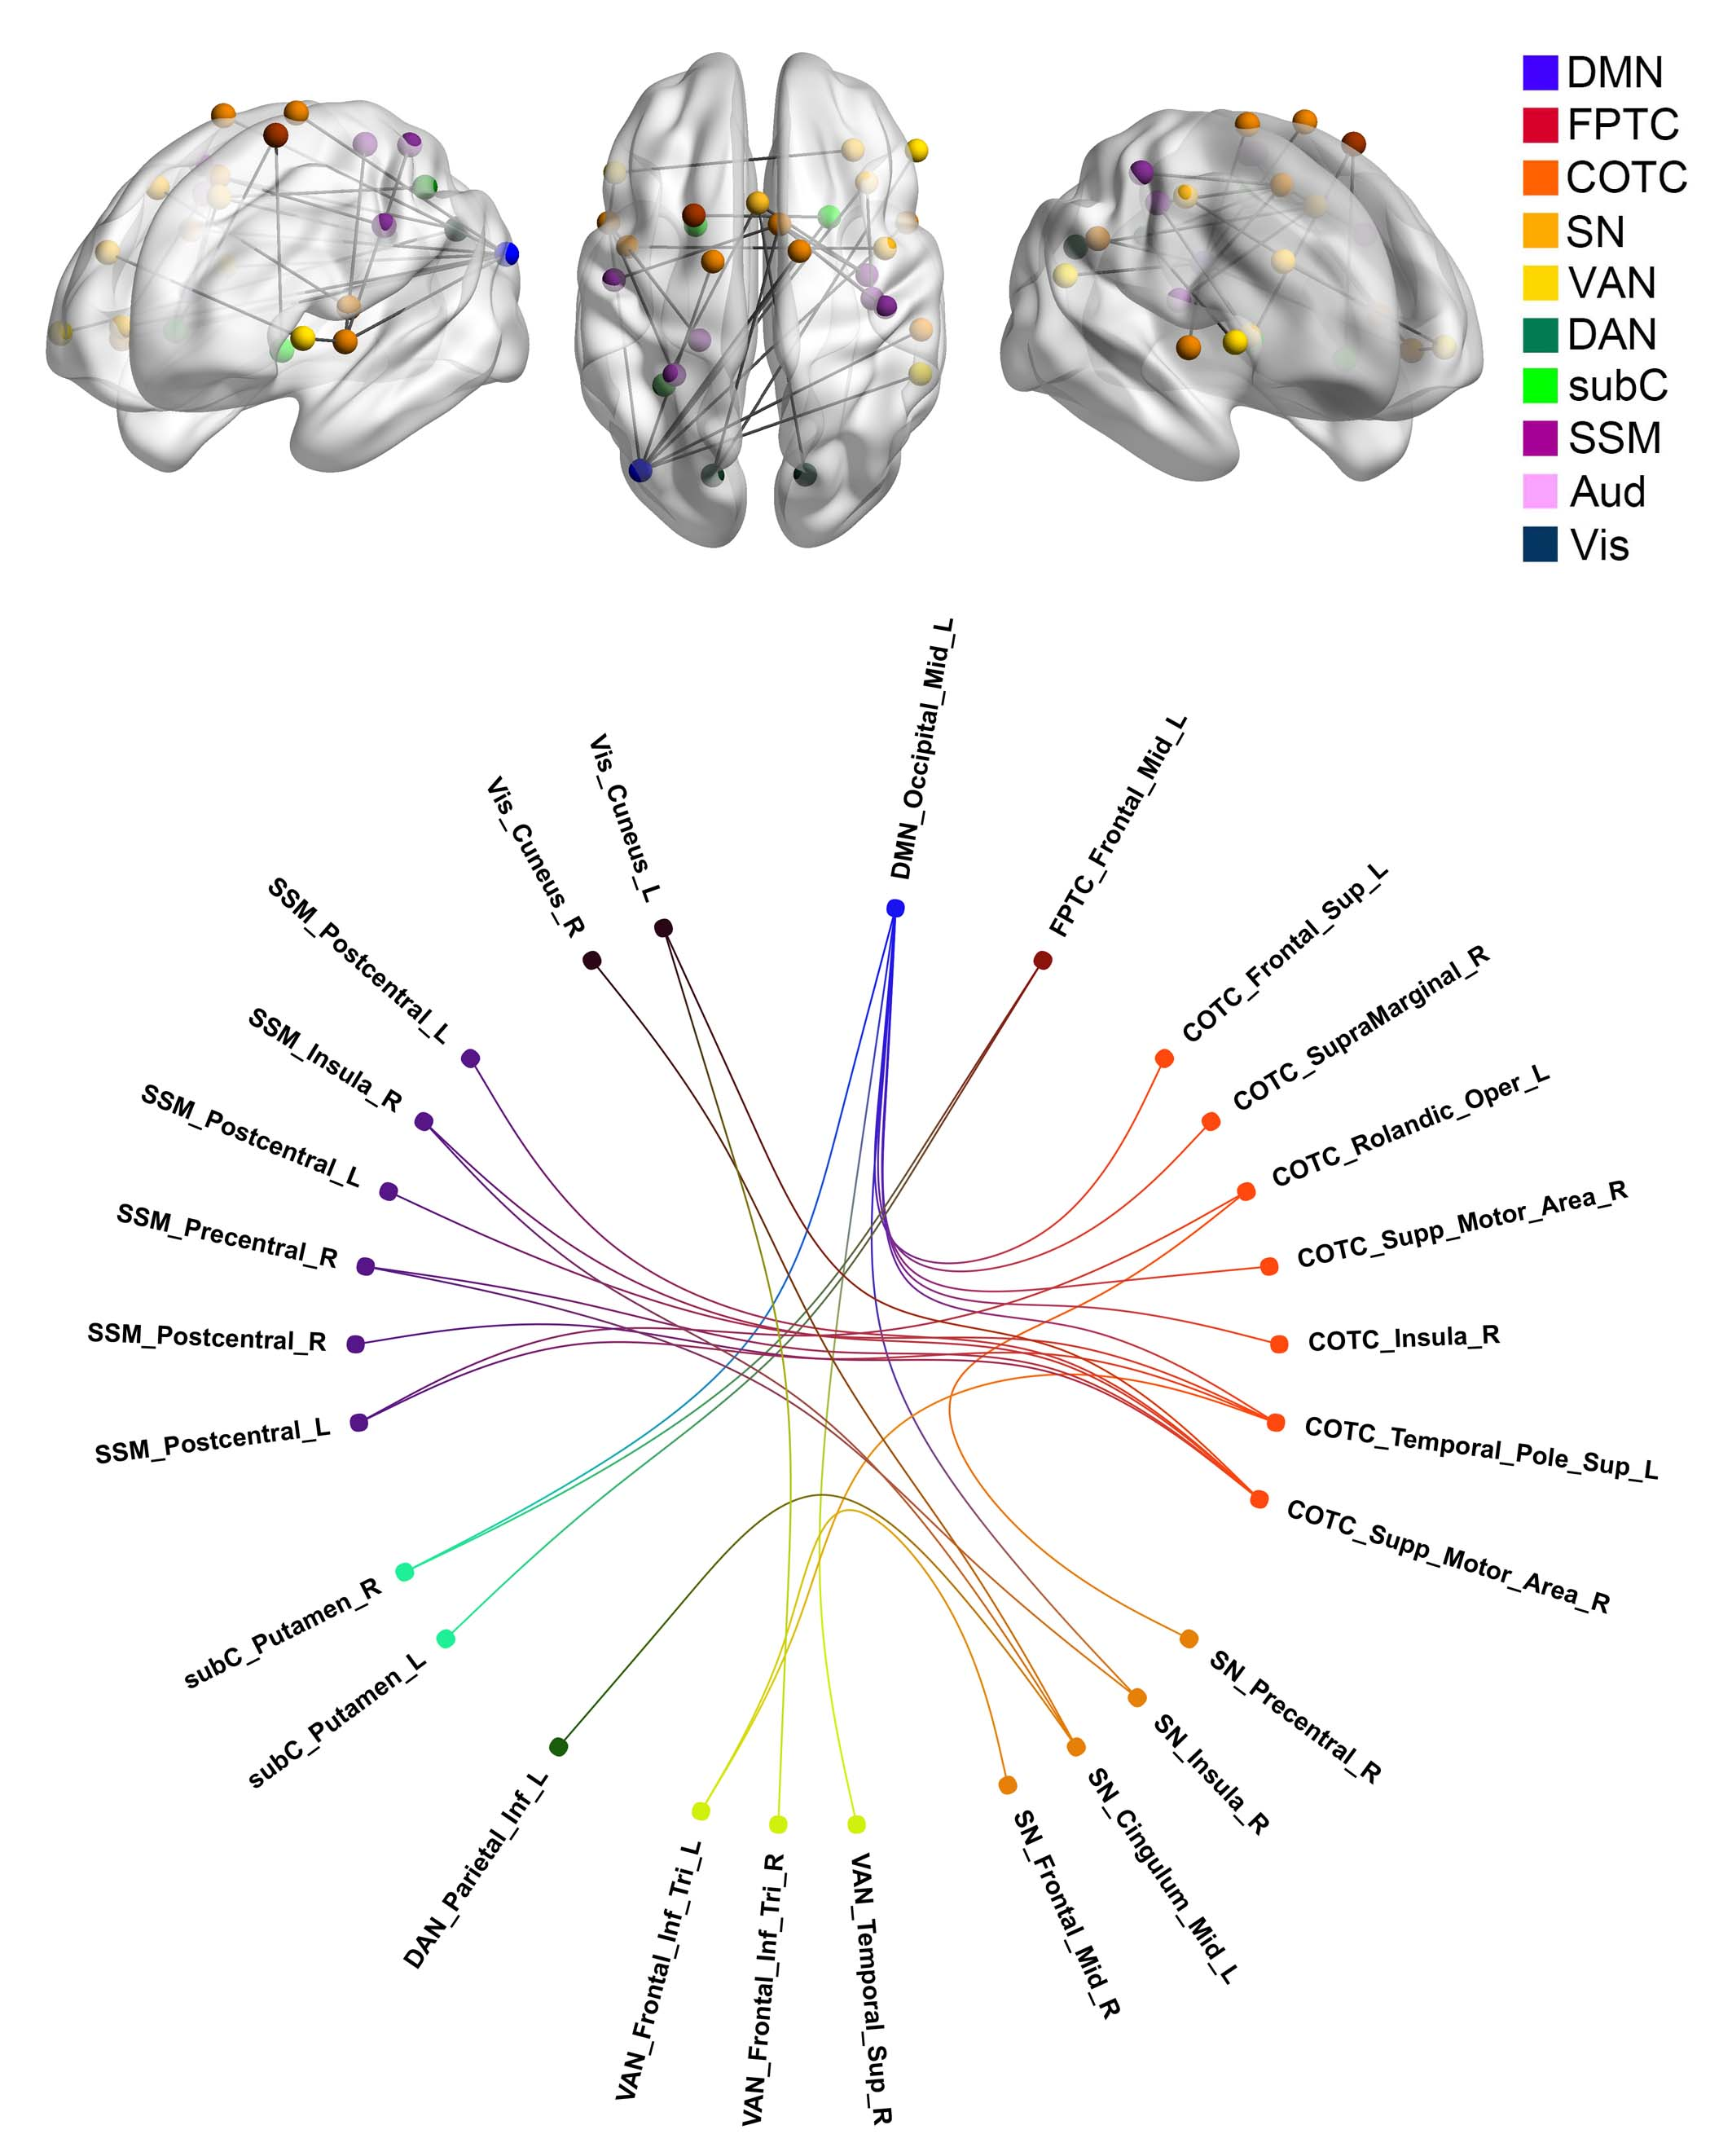 DMN
FPTC
COTC
SN
VAN
DAN
subC
SSM
Aud
Vis
DMN_Occipital_Mid_L
FPTC_Frontal_Mid_L
COTC_Frontal_Sup_L
COTC_SupraMarginal_R
COTC_Rolandic_Oper_L
COTC_Supp_Motor_Area_R
COTC_Insula_R
COTC_Temporal_Pole_Sup_L
COTC_Supp_Motor_Area_R
SN_Precentral_R
SN_Insula_R
SN_Cingulum_Mid_L
SN_Frontal_Mid_R
VAN_Temporal_Sup_R
VAN_Frontal_Inf_Tri_R
VAN_Frontal_Inf_Tri_L
DAN_Parietal_Inf_L
subC_Putamen_L
subC_Putamen_R
SSM_Postcentral_L
SSM_Postcentral_R
SSM_Precentral_R
SSM_Postcentral_L
SSM_Insula_R
SSM_Postcentral_L
Vis_Cuneus_R
Vis_Cuneus_L